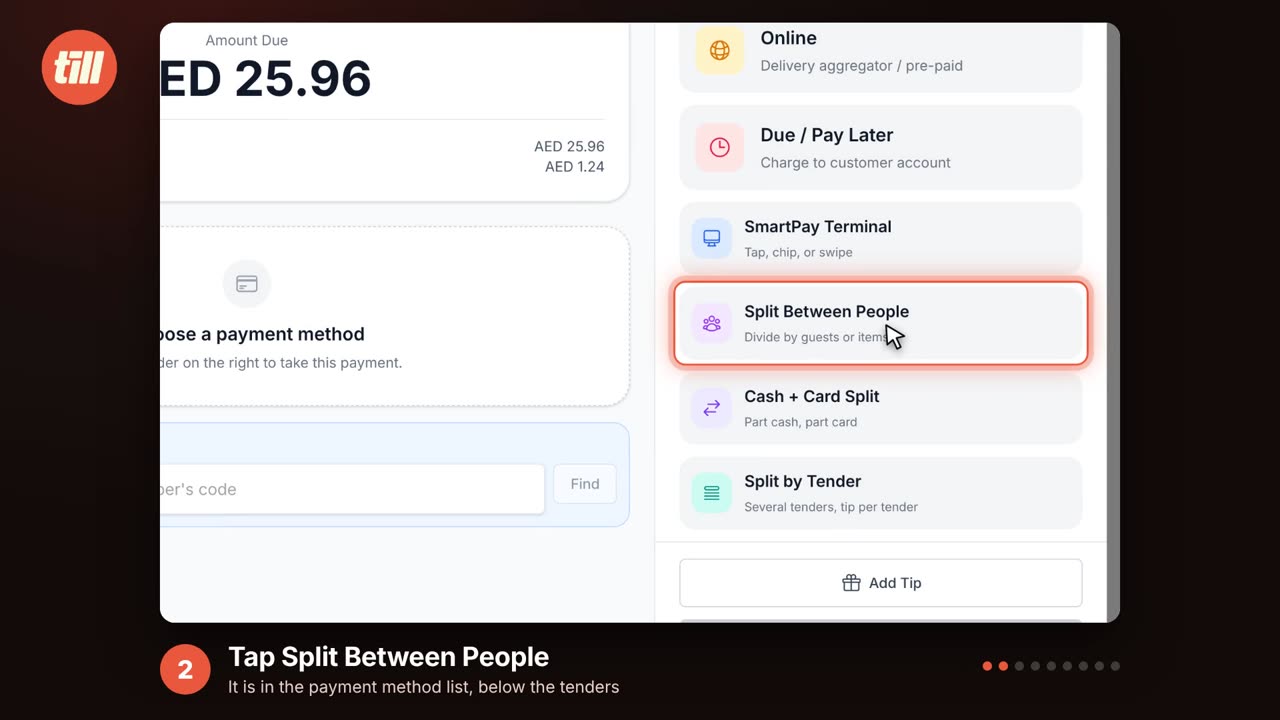 till
Amount Due
ED 25.96
AED 25.96
AED 1.24
oose a payment method
der on the right to take this payment.
ber's code
Find
Online
Delivery aggregator / pre-paid
Due / Pay Later
Charge to customer account
SmartPay Terminal
Tap, chip, or swipe
Split Between People
Divide by guests or items
Cash + Card Split
Part cash, part card
Split by Tender
Several tenders, tip per tender
Add Tip
2
Tap Split Between People
It is in the payment method list, below the tenders